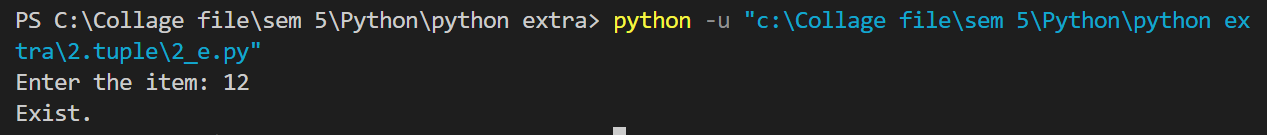 PS C:\Collage file\sem 5\Python\python extra> python -u "c:\Collage file\sem 5\Python\python ex
tra\2.tuple\2_e.py"
Enter the item: 12
Exist.